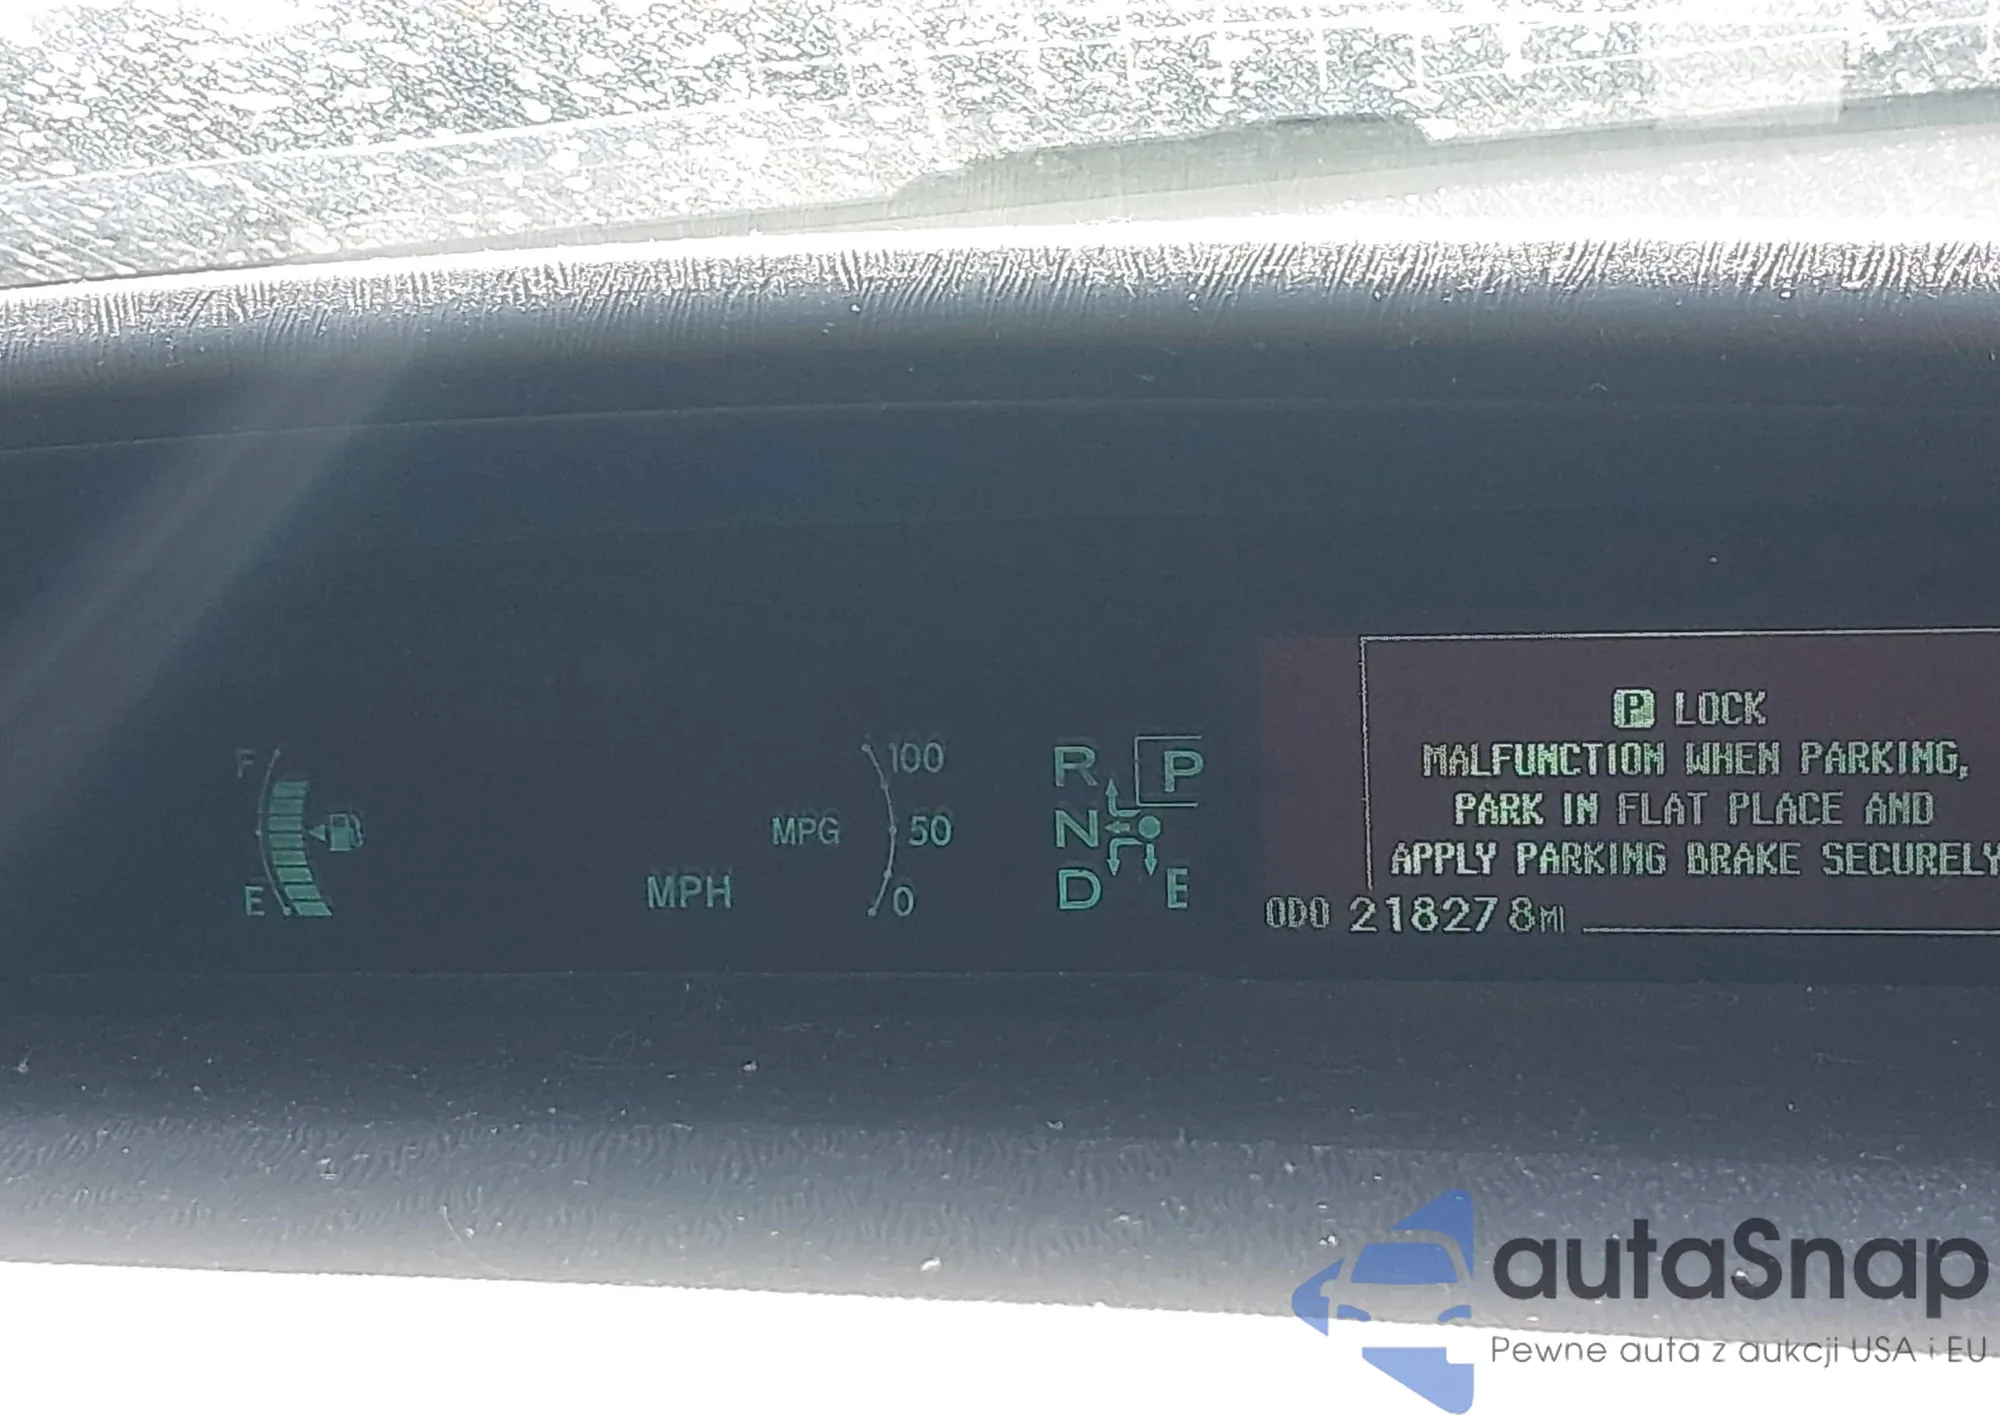 F
E
MPH
MPG
100
50
0
R
N
D
P
E
P LOCK
MALFUNCTION WHEN PARKING,
PARK IN FLAT PLACE AND
APPLY PARKING BRAKE SECURELY
ODO 218278MI
autaSnap
Pewne auta z aukcji USA i EU